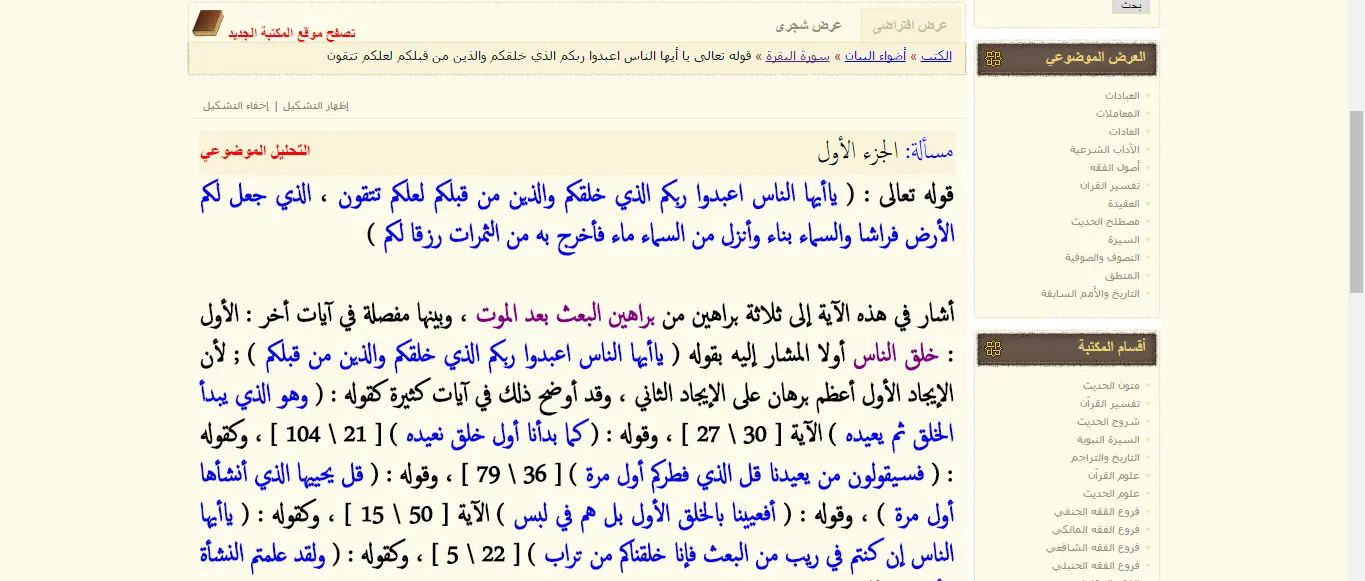 بحث
عرض افتراضي
عرض شجري
تصفح موقع المكتبة الجديد
الكتب » أضواء البيان » سورة البقرة » قوله تعالى يا أيها الناس اعبدوا ربكم الذي خلقكم والذين من قبلكم لعلكم تتقون
إظهار التشكيل | إخفاء التشكيل
مسألة: الجزء الأول
التحليل الموضوعي
قوله تعالى : ( ياأيها الناس اعبدوا ربكم الذي خلقكم والذين من قبلكم لعلكم تتقون ، الذي جعل لكم
الأرض فراشا والسماء بناء وأنزل من السماء ماء فأخرج به من الثمرات رزقا لكم )
أشار في هذه الآية إلى ثلاثة براهين من براهين البعث بعد الموت ، وبينها مفصلة في آيات أخر : الأول
: خلق الناس أولا المشار إليه بقوله ( ياأيها الناس اعبدوا ربكم الذي خلقكم والذين من قبلكم ) ; لأن
الإيجاد الأول أعظم برهان على الإيجاد الثاني ، وقد أوضح ذلك في آيات كثيرة كقوله : ( وهو الذي يبدأ
الخلق ثم يعيده ) الآية [ 30 \ 27 ] ، وقوله : ( كما بدأنا أول خلق نعيده ) [ 21 \ 104 ] ، وكقوله
: ( فسيقولون من يعيدنا قل الذي فطركم أول مرة ) [ 36 \ 79 ] ، وقوله : ( قل يحييها الذي أنشأها
أول مرة ) ، وقوله : ( أفعيينا بالخلق الأول بل هم في لبس ) الآية [ 50 \ 15 ] ، وكقوله : ( ياأيها
الناس إن كنتم في ريب من البعث فإنا خلقناكم من تراب ) [ 22 \ 5 ] ، وكقوله : ( ولقد علمتم النشأة
العرض الموضوعي
العبادات
المعاملات
العادات
الآداب الشرعية
أصول الفقه
تفسير القران
العقيدة
مصطلح الحديث
السيرة
التصوف والصوفية
المنطق
التاريخ والأمم السابقة
أقسام المكتبة
متون الحديث
تفسير القرآن
شروح الحديث
السيرة النبوية
التاريخ والتراجم
علوم القرآن
علوم الحديث
فروع الفقه الحنفي
فروع الفقه المالكي
فروع الفقه الشافعي
فروع الفقه الحنبلي